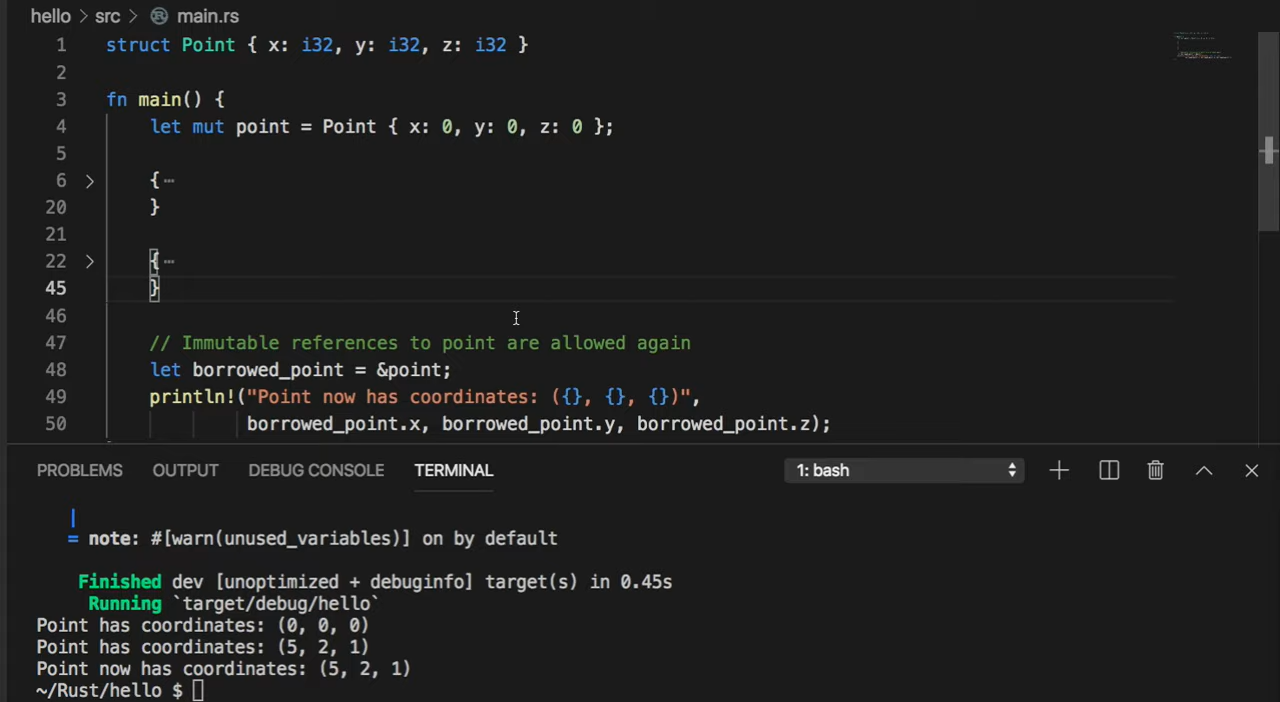 hello > src > main.rs
1 struct Point { x: i32, y: i32, z: i32 }
2
3 fn main() {
4 let mut point = Point { x: 0, y: 0, z: 0 };
5
6 > { ⋯
20 }
21
22 > { ⋯
45 }
46
47 // Immutable references to point are allowed again
48 let borrowed_point = &point;
49 println!("Point now has coordinates: ({}, {}, {})",
50 borrowed_point.x, borrowed_point.y, borrowed_point.z);
PROBLEMS OUTPUT DEBUG CONSOLE TERMINAL 1: bash
|
= note: #[warn(unused_variables)] on by default
Finished dev [unoptimized + debuginfo] target(s) in 0.45s
Running `target/debug/hello`
Point has coordinates: (0, 0, 0)
Point has coordinates: (5, 2, 1)
Point now has coordinates: (5, 2, 1)
~/Rust/hello $